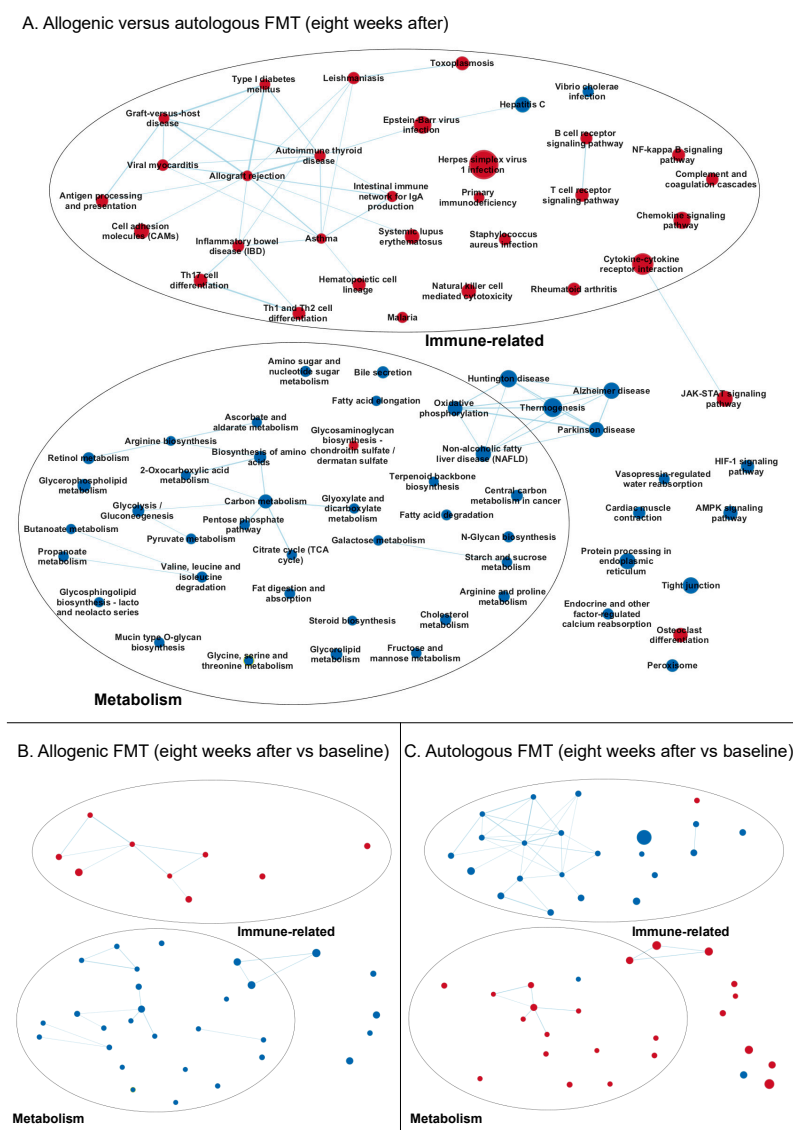 A. Allogenic versus autologous FMT (eight weeks after)
Toxoplasmosis
Type I diabetes
mellitus
Leishmaniasis
Vibrio cholerae
infection
Hepatitis C
Graft-versus-host
disease
Epstein-Barr virus
infection
B cell receptor
signaling pathway
NF-kappa B signaling
pathway
Autoimmune thyroid
disease
Viral myocarditis
Herpes simplex virus
1 infection
Allograft rejection
Complement and
coagulation cascades
Antigen processing
and presentation
Intestinal immune
network for IgA
production
Primary
immunodeficiency
T cell receptor
signaling pathway
Chemokine signaling
pathway
Cell adhesion
molecules (CAMs)
Systemic lupus
erythematosus
Staphylococcus
aureus infection
Inflammatory bowel
disease (IBD)
Asthma
Cytokine-cytokine
receptor interaction
Th17 cell
differentiation
Hematopoietic cell
lineage
Natural killer cell
mediated cytotoxicity
Rheumatoid arthritis
Th1 and Th2 cell
differentiation
Malaria
Immune-related
Amino sugar and
nucleotide sugar
metabolism
Bile secretion
Huntington disease
Alzheimer disease
JAK-STAT signaling
pathway
Fatty acid elongation
Oxidative
phosphorylation
Thermogenesis
Ascorbate and
aldarate metabolism
Glycosaminoglycan
biosynthesis -
chondroitin sulfate /
dermatan sulfate
Parkinson disease
Arginine biosynthesis
Retinol metabolism
Biosynthesis of amino
acids
Non-alcoholic fatty
liver disease (NAFLD)
HIF-1 signaling
pathway
2-Oxocarboxylic acid
metabolism
Terpenoid backbone
biosynthesis
Vasopressin-regulated
water reabsorption
Glycerophospholipid
metabolism
Central carbon
metabolism in cancer
Carbon metabolism
Glycolysis /
Gluconeogenesis
Glyoxylate and
dicarboxylate
metabolism
Fatty acid degradation
Cardiac muscle
contraction
AMPK signaling
pathway
Butanoate metabolism
Pentose phosphate
pathway
Pyruvate metabolism
Galactose metabolism
N-Glycan biosynthesis
Propanoate
metabolism
Citrate cycle (TCA
cycle)
Starch and sucrose
metabolism
Protein processing in
endoplasmic
reticulum
Valine, leucine and
isoleucine
degradation
Tight junction
Glycosphingolipid
biosynthesis - lacto
and neolacto series
Fat digestion and
absorption
Arginine and proline
metabolism
Endocrine and other
factor-regulated
calcium reabsorption
Steroid biosynthesis
Cholesterol
metabolism
Osteoclast
differentiation
Mucin type O-glycan
biosynthesis
Glycine, serine and
threonine metabolism
Glycerolipid
metabolism
Fructose and
mannose metabolism
Peroxisome
Metabolism
B. Allogenic FMT (eight weeks after vs baseline)
C. Autologous FMT (eight weeks after vs baseline)
Immune-related
Immune-related
Metabolism
Metabolism